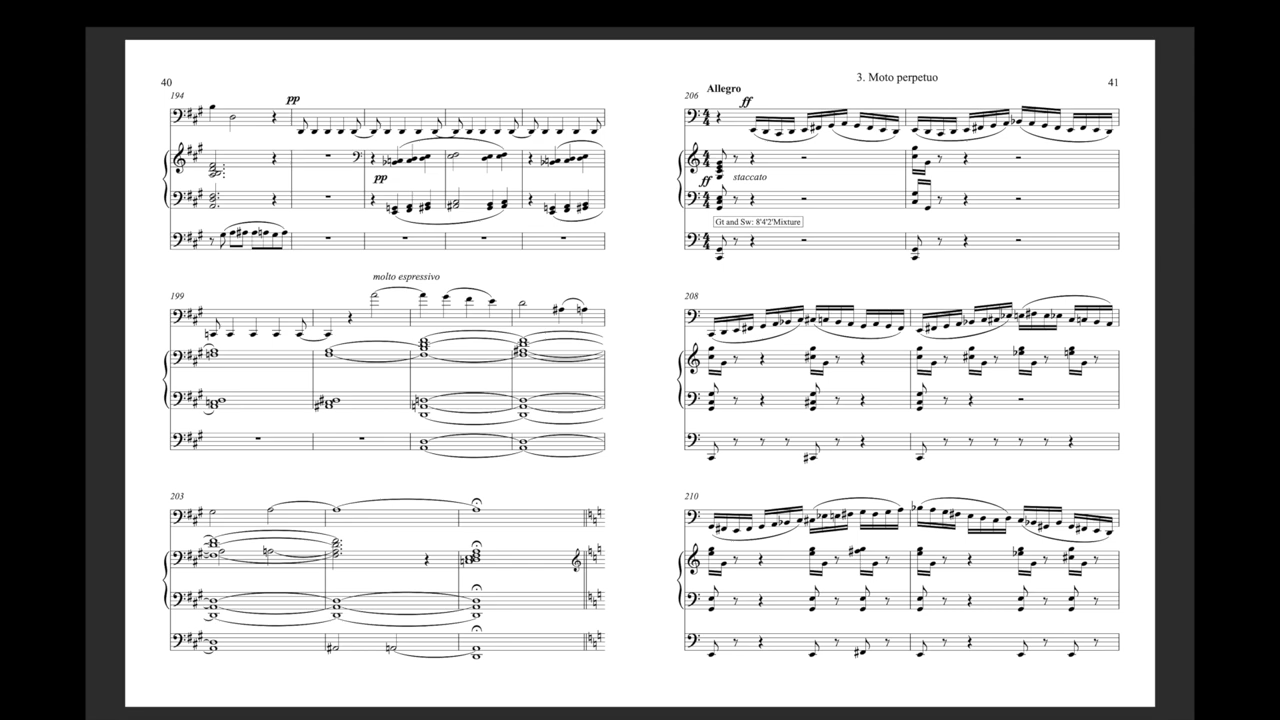 40
194
pp
pp
199
molto espressivo
203
3. Moto perpetuo
41
Allegro
206
ff
ff
staccato
Gt and Sw: 8'4'2'Mixture
208
210